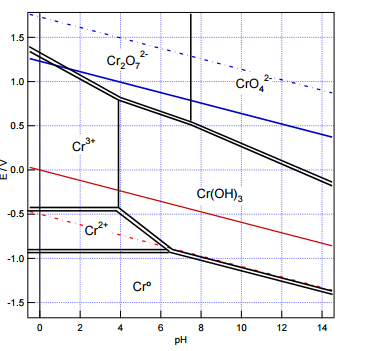 1.5
1.0
0.5
0.0
-0.5
-1.0
-1.5
E / V
Cr₂O₇²⁻
CrO₄²⁻
Cr³⁺
Cr(OH)₃
Cr²⁺
Crº
0 2 4 6 8 10 12 14
pH